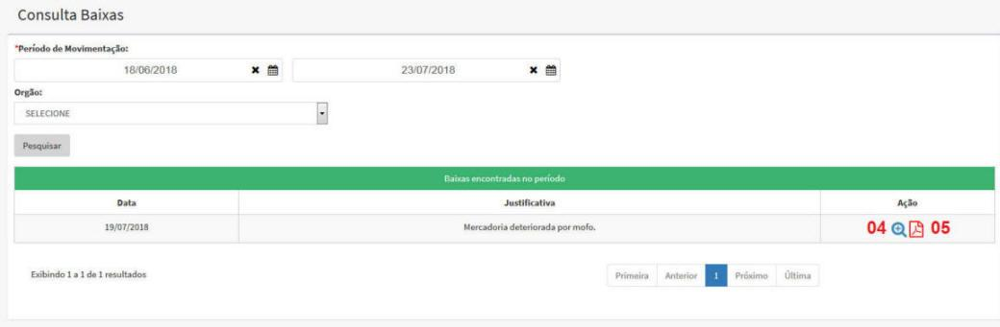 Consulta Baixas
*Período de Movimentação:
18/06/2018 23/07/2018
Orgão:
SELECIONE
Pesquisar
Baixas encontradas no período
Data Justificativa Ação
19/07/2018 Mercadoria deteriorada por mofo. 04 05
Exibindo 1 a 1 de 1 resultados Primeira Anterior 1 Próximo Última